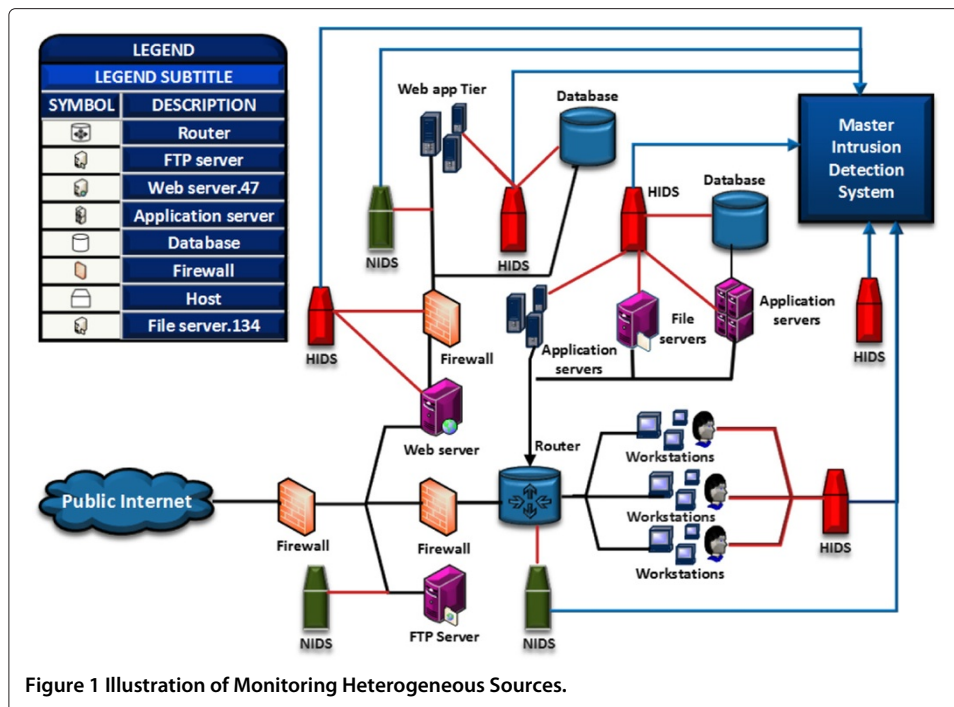 LEGEND
LEGEND SUBTITLE
SYMBOL DESCRIPTION
Router
FTP server
Web server.47
Application server
Database
Firewall
Host
File server.134
Web app Tier
Database
Master
Intrusion
Detection
System
HIDS
Database
NIDS
HIDS
Application
servers
File
servers
HIDS
Firewall
Application
servers
HIDS
Web server
Router
Workstations
Public Internet
Workstations
Firewall
Firewall
HIDS
Workstations
NIDS
FTP Server
NIDS
Figure 1 Illustration of Monitoring Heterogeneous Sources.